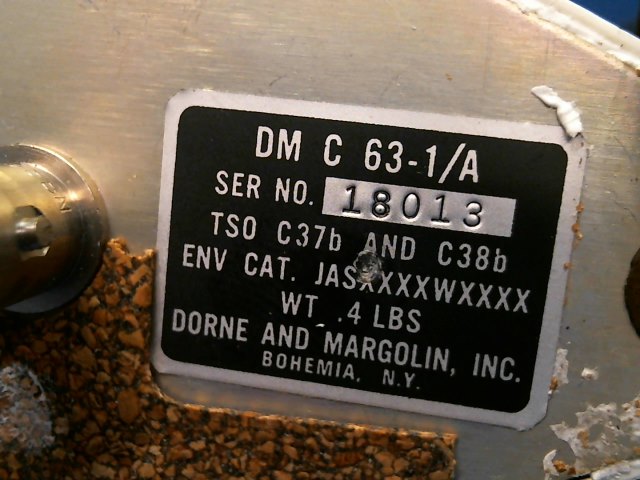 DM C 63-1/A
SER NO. 18013
TSO C37b AND C38b
ENV CAT. JASXXXXWXXXX
WT .4 LBS
DORNE AND MARGOLIN, INC.
BOHEMIA, N.Y.